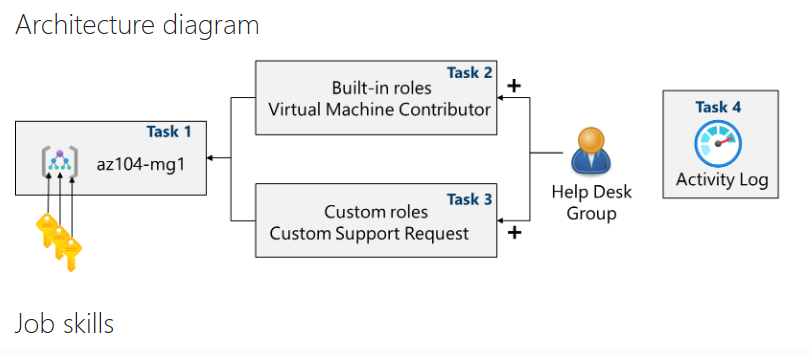 Architecture diagram
Task 1
az104-mg1
Task 2
Built-in roles
Virtual Machine Contributor
+
Task 3
Custom roles
Custom Support Request
+
Help Desk
Group
Task 4
Activity Log
Job skills